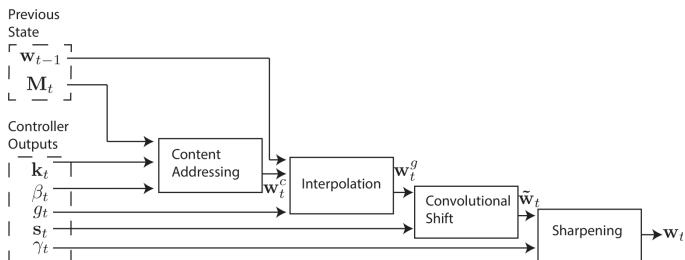 Previous
State
w_{t−1}
M_t
Controller
Outputs
k_t
β_t
g_t
s_t
γ_t
Content
Addressing
w_t^c
Interpolation
w_t^g
Convolutional
Shift
w̃_t
Sharpening
w_t